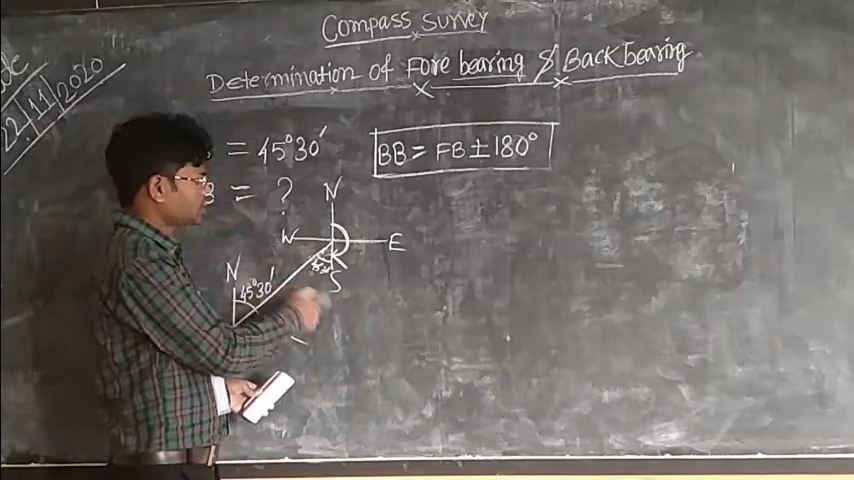 Compass Survey
Determination of Fore bearing & Back bearing
22/11/2020
= 45°30′
BB = FB ± 180°
B = ?
N
W
E
S
N
45°30′